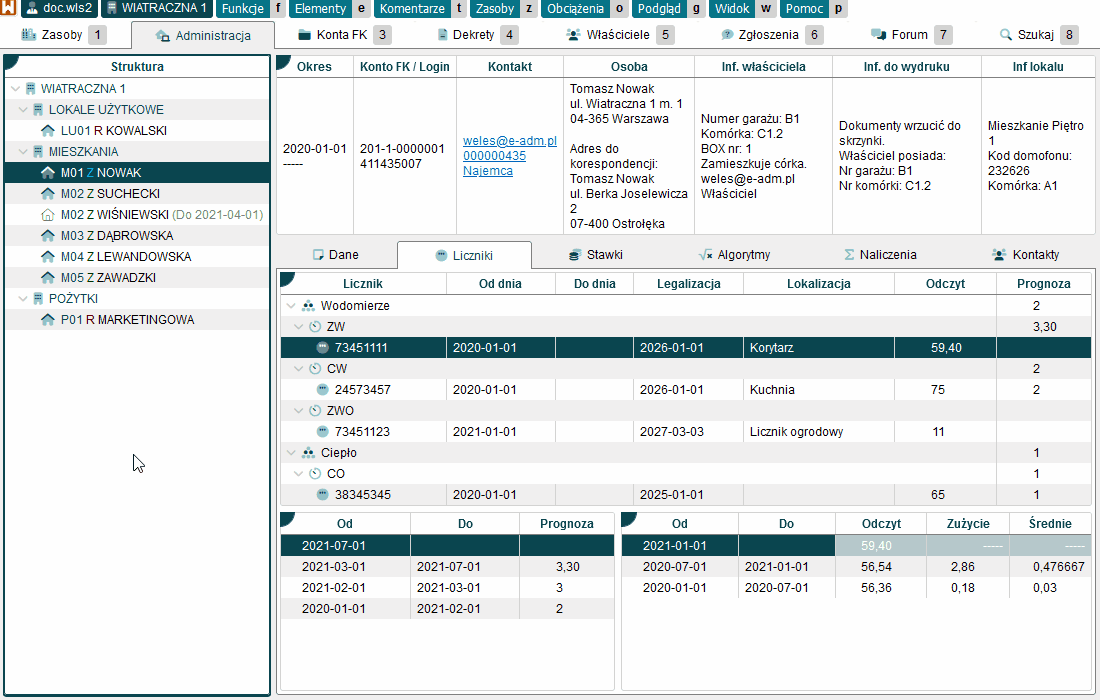 W doc.wls2 WIATRACZNA 1 Funkcje f Elementy e Komentarze t Zasoby z Obciążenia o Podgląd g Widok w Pomoc p
Zasoby 1 Administracja Konta FK 3 Dekrety 4 Właściciele 5 Zgłoszenia 6 Forum 7 Szukaj 8
Struktura
WIATRACZNA 1
LOKALE UŻYTKOWE
LU01 R KOWALSKI
MIESZKANIA
M01 Z NOWAK
M02 Z SUCHECKI
M02 Z WIŚNIEWSKI (Do 2021-04-01)
M03 Z DĄBROWSKA
M04 Z LEWANDOWSKA
M05 Z ZAWADZKI
POŻYTKI
P01 R MARKETINGOWA
Okres Konto FK / Login Kontakt Osoba Inf. właściciela Inf. do wydruku Inf lokalu
2020-01-01
-----
201-1-0000001
411435007
weles@e-adm.pl
000000435
Najemca
Tomasz Nowak
ul. Wiatraczna 1 m. 1
04-365 Warszawa
Adres do
korespondencji:
Tomasz Nowak
ul. Berka Joselewicza
2
07-400 Ostrołęka
Numer garażu: B1
Komórka: C1.2
BOX nr: 1
Zamieszkuje córka.
weles@e-adm.pl
Właściciel
Dokumenty wrzucić do
skrzynki.
Właściciel posiada:
Nr garażu: B1
Nr komórki: C1.2
Mieszkanie Piętro
1
Kod domofonu:
232626
Komórka: A1
Dane Liczniki Stawki Algorytmy Naliczenia Kontakty
Licznik Od dnia Do dnia Legalizacja Lokalizacja Odczyt Prognoza
Wodomierze 2
ZW 3,30
73451111 2020-01-01 2026-01-01 Korytarz 59,40
CW 2
24573457 2020-01-01 2026-01-01 Kuchnia 75 2
ZWO
73451123 2021-01-01 2027-03-03 Licznik ogrodowy 11
Ciepło 1
CO 1
38345345 2020-01-01 2025-01-01 65 1
Od Do Prognoza
2021-07-01
2021-03-01 2021-07-01 3,30
2021-02-01 2021-03-01 3
2020-01-01 2021-02-01 2
Od Do Odczyt Zużycie Średnie
2021-01-01 59,40 ----- -----
2020-07-01 2021-01-01 56,54 2,86 0,476667
2020-01-01 2020-07-01 56,36 0,18 0,03